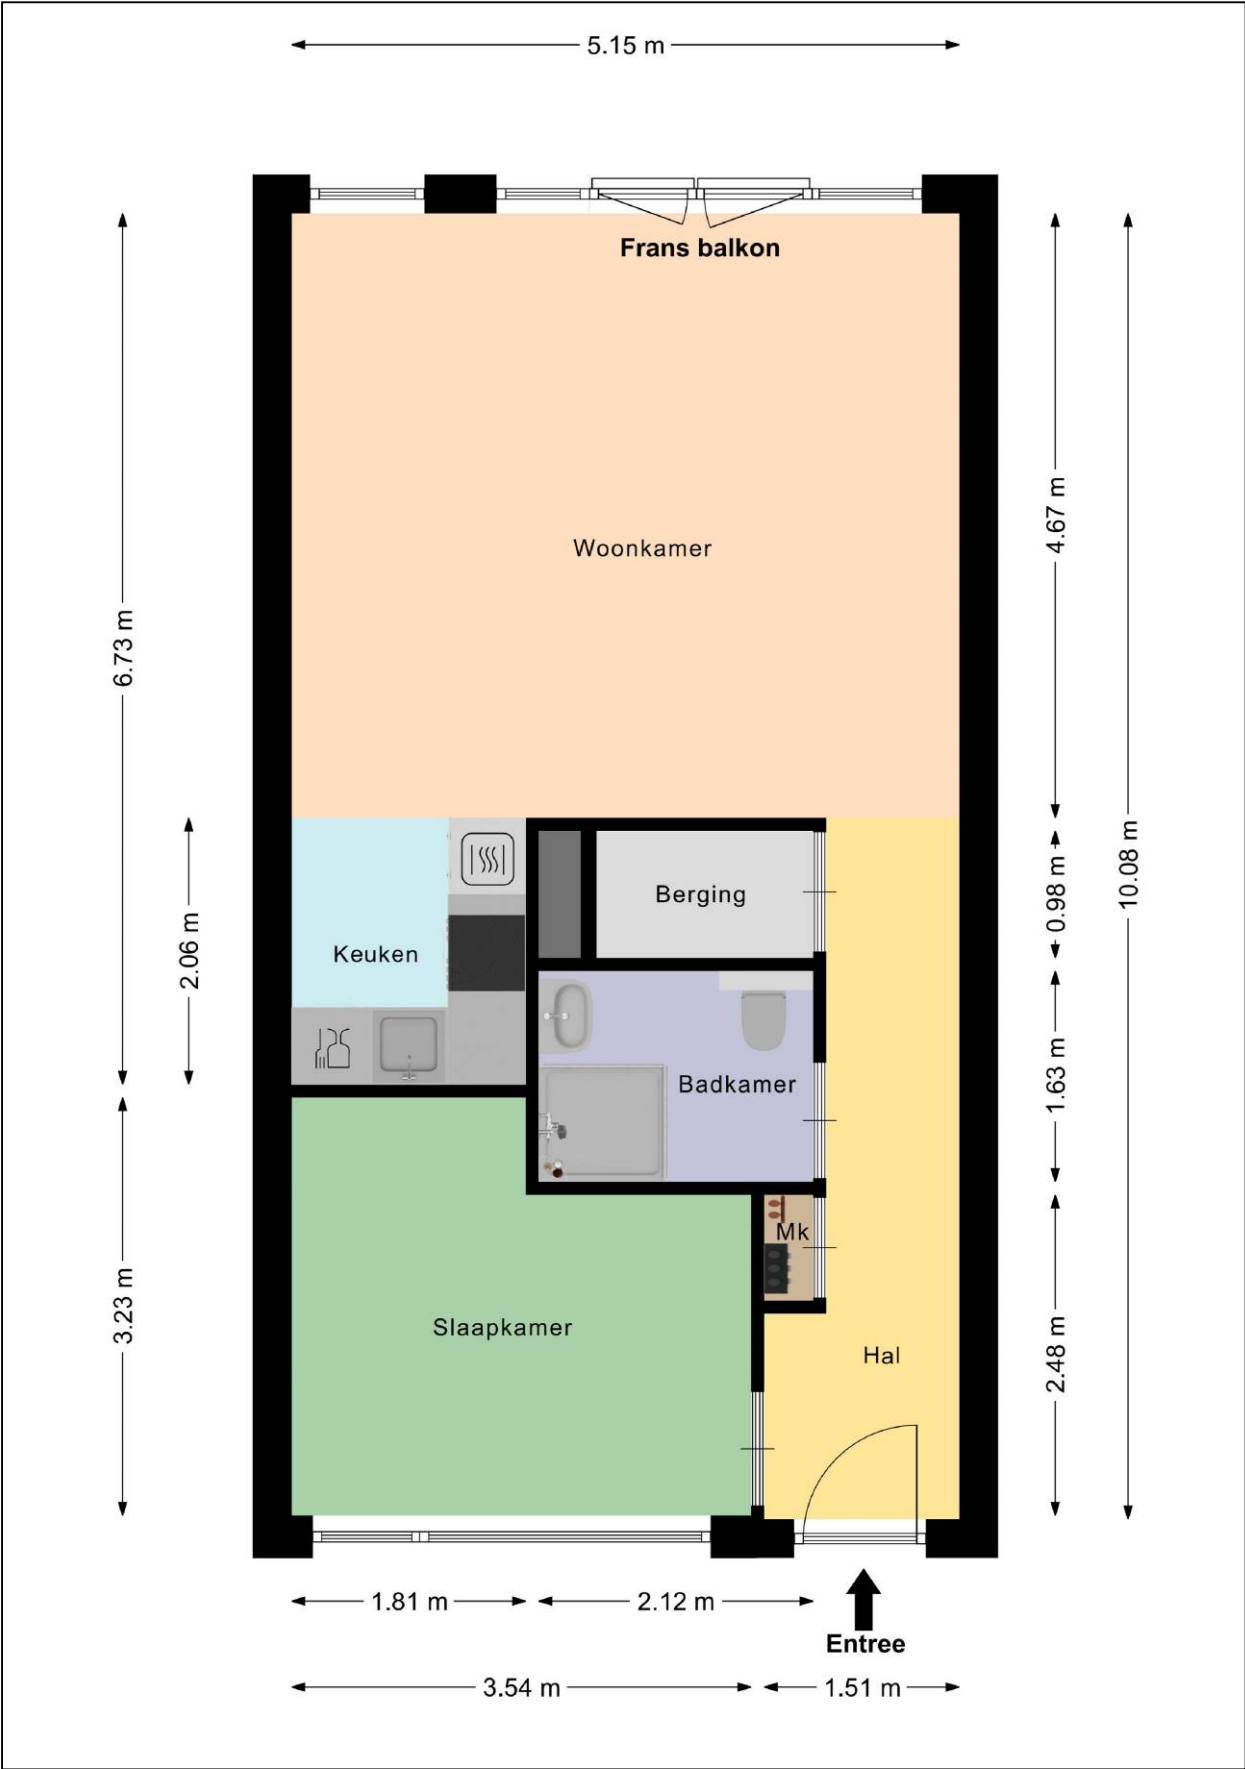 5.15 m
Frans balkon
Woonkamer
4.67 m
6.73 m
10.08 m
Berging
0.98 m
Keuken
2.06 m
Badkamer
1.63 m
Mk
Slaapkamer
3.23 m
Hal
2.48 m
1.81 m
2.12 m
Entree
3.54 m
1.51 m